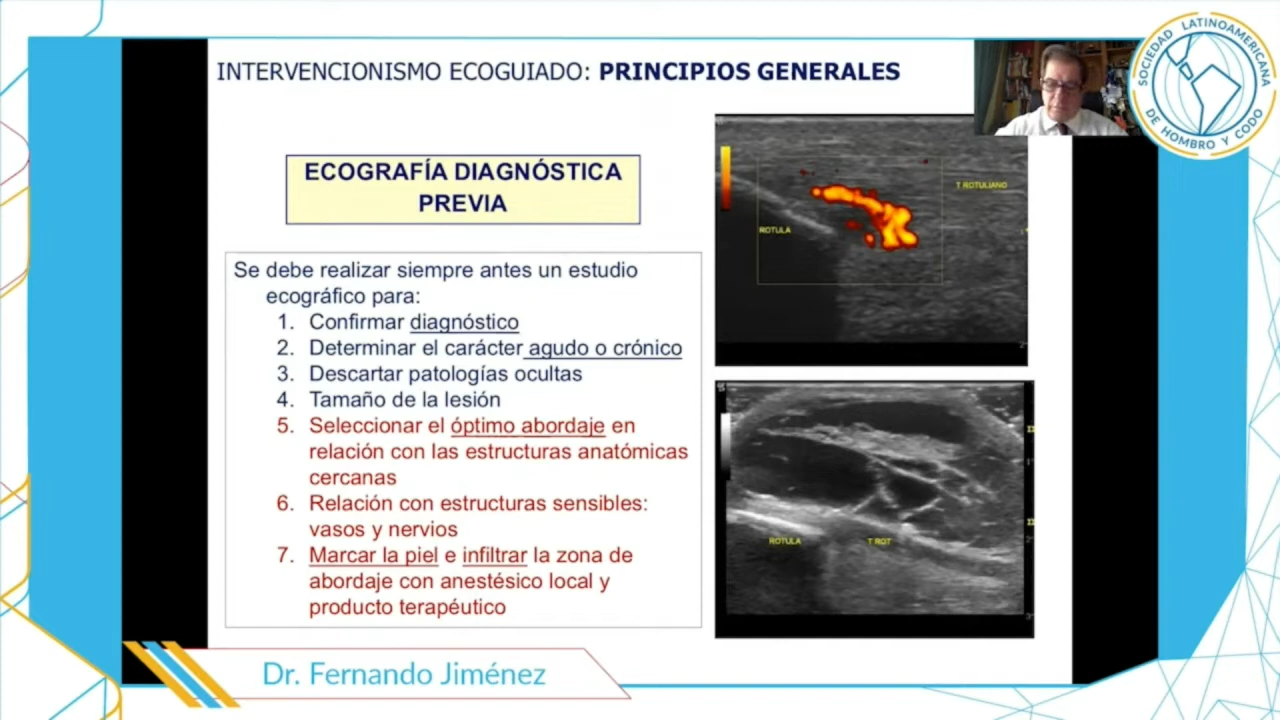 INTERVENCIONISMO ECOGUIADO: PRINCIPIOS GENERALES
SOCIEDAD LATINOAMERICANA
DE HOMBRO Y CODO
ECOGRAFÍA DIAGNÓSTICA
PREVIA
Se debe realizar siempre antes un estudio
ecográfico para:
1. Confirmar diagnóstico
2. Determinar el carácter agudo o crónico
3. Descartar patologías ocultas
4. Tamaño de la lesión
5. Seleccionar el óptimo abordaje en
relación con las estructuras anatómicas
cercanas
6. Relación con estructuras sensibles:
vasos y nervios
7. Marcar la piel e infiltrar la zona de
abordaje con anestésico local y
producto terapéutico
T ROTULIANO
ROTULA
ROTULA T ROT
Dr. Fernando Jiménez